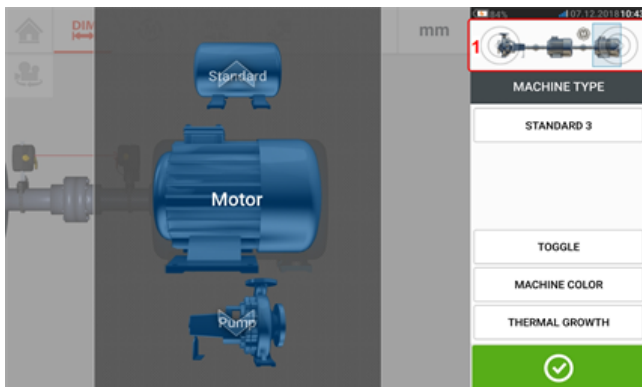 DIM
mm
84%
07.12.2018 10:43
1
M
MACHINE TYPE
STANDARD 3
TOGGLE
MACHINE COLOR
THERMAL GROWTH
Standard
Motor
Pump